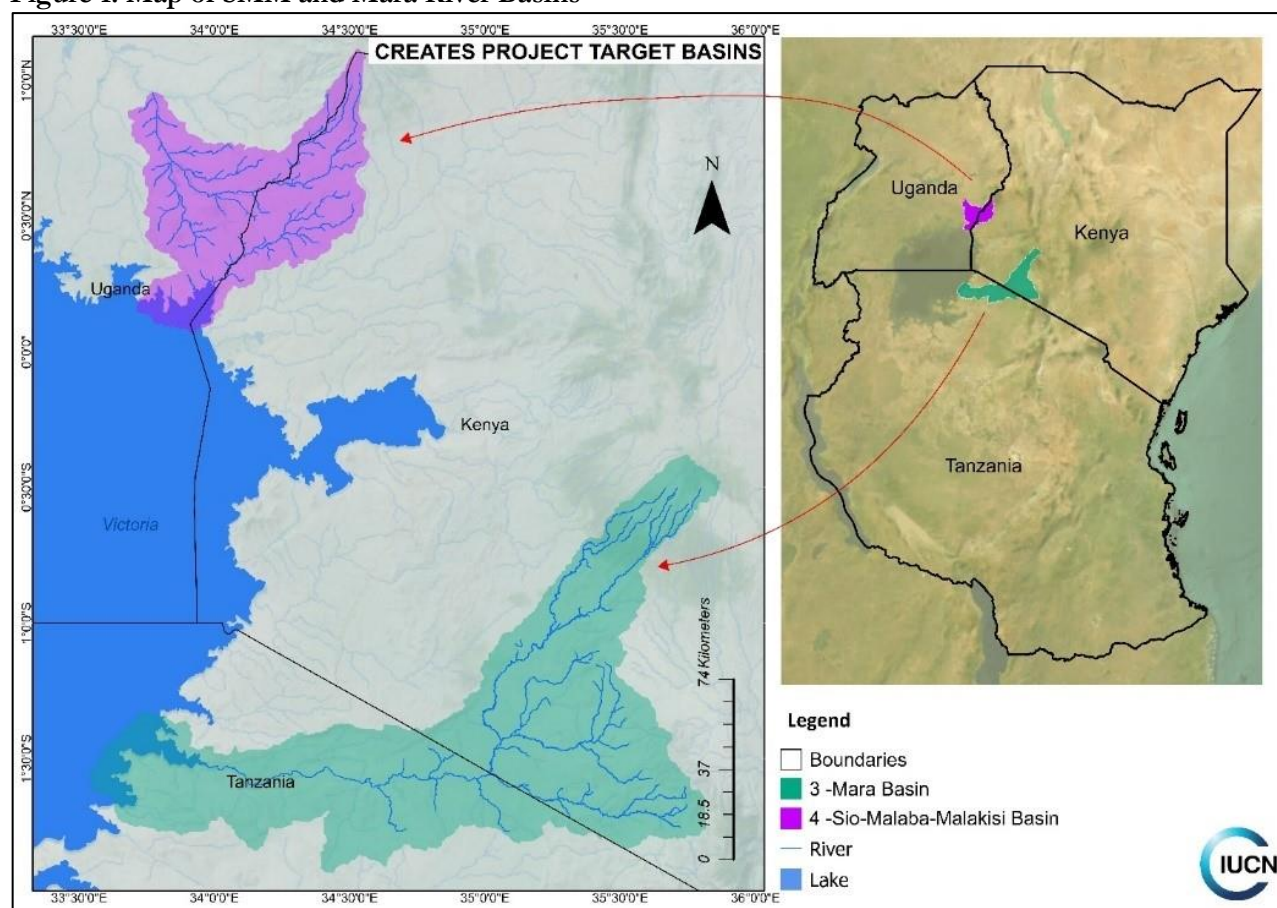 Figure 1. Map of SMM and Mara River Basins
33°30'0"E 34°0'0"E 34°30'0"E 35°0'0"E 35°30'0"E 36°0'0"E
CREATES PROJECT TARGET BASINS
1°0'0"N
0°30'0"N
0°0'0"
0°30'0"S
1°0'0"S
1°30'0"S
N
Uganda
Kenya
Victoria
Tanzania
74 Kilometers
37
18.5
0
33°30'0"E 34°0'0"E 34°30'0"E 35°0'0"E 35°30'0"E 36°0'0"E
Uganda
Kenya
Tanzania
Legend
Boundaries
3 -Mara Basin
4 -Sio-Malaba-Malakisi Basin
River
Lake
IUCN